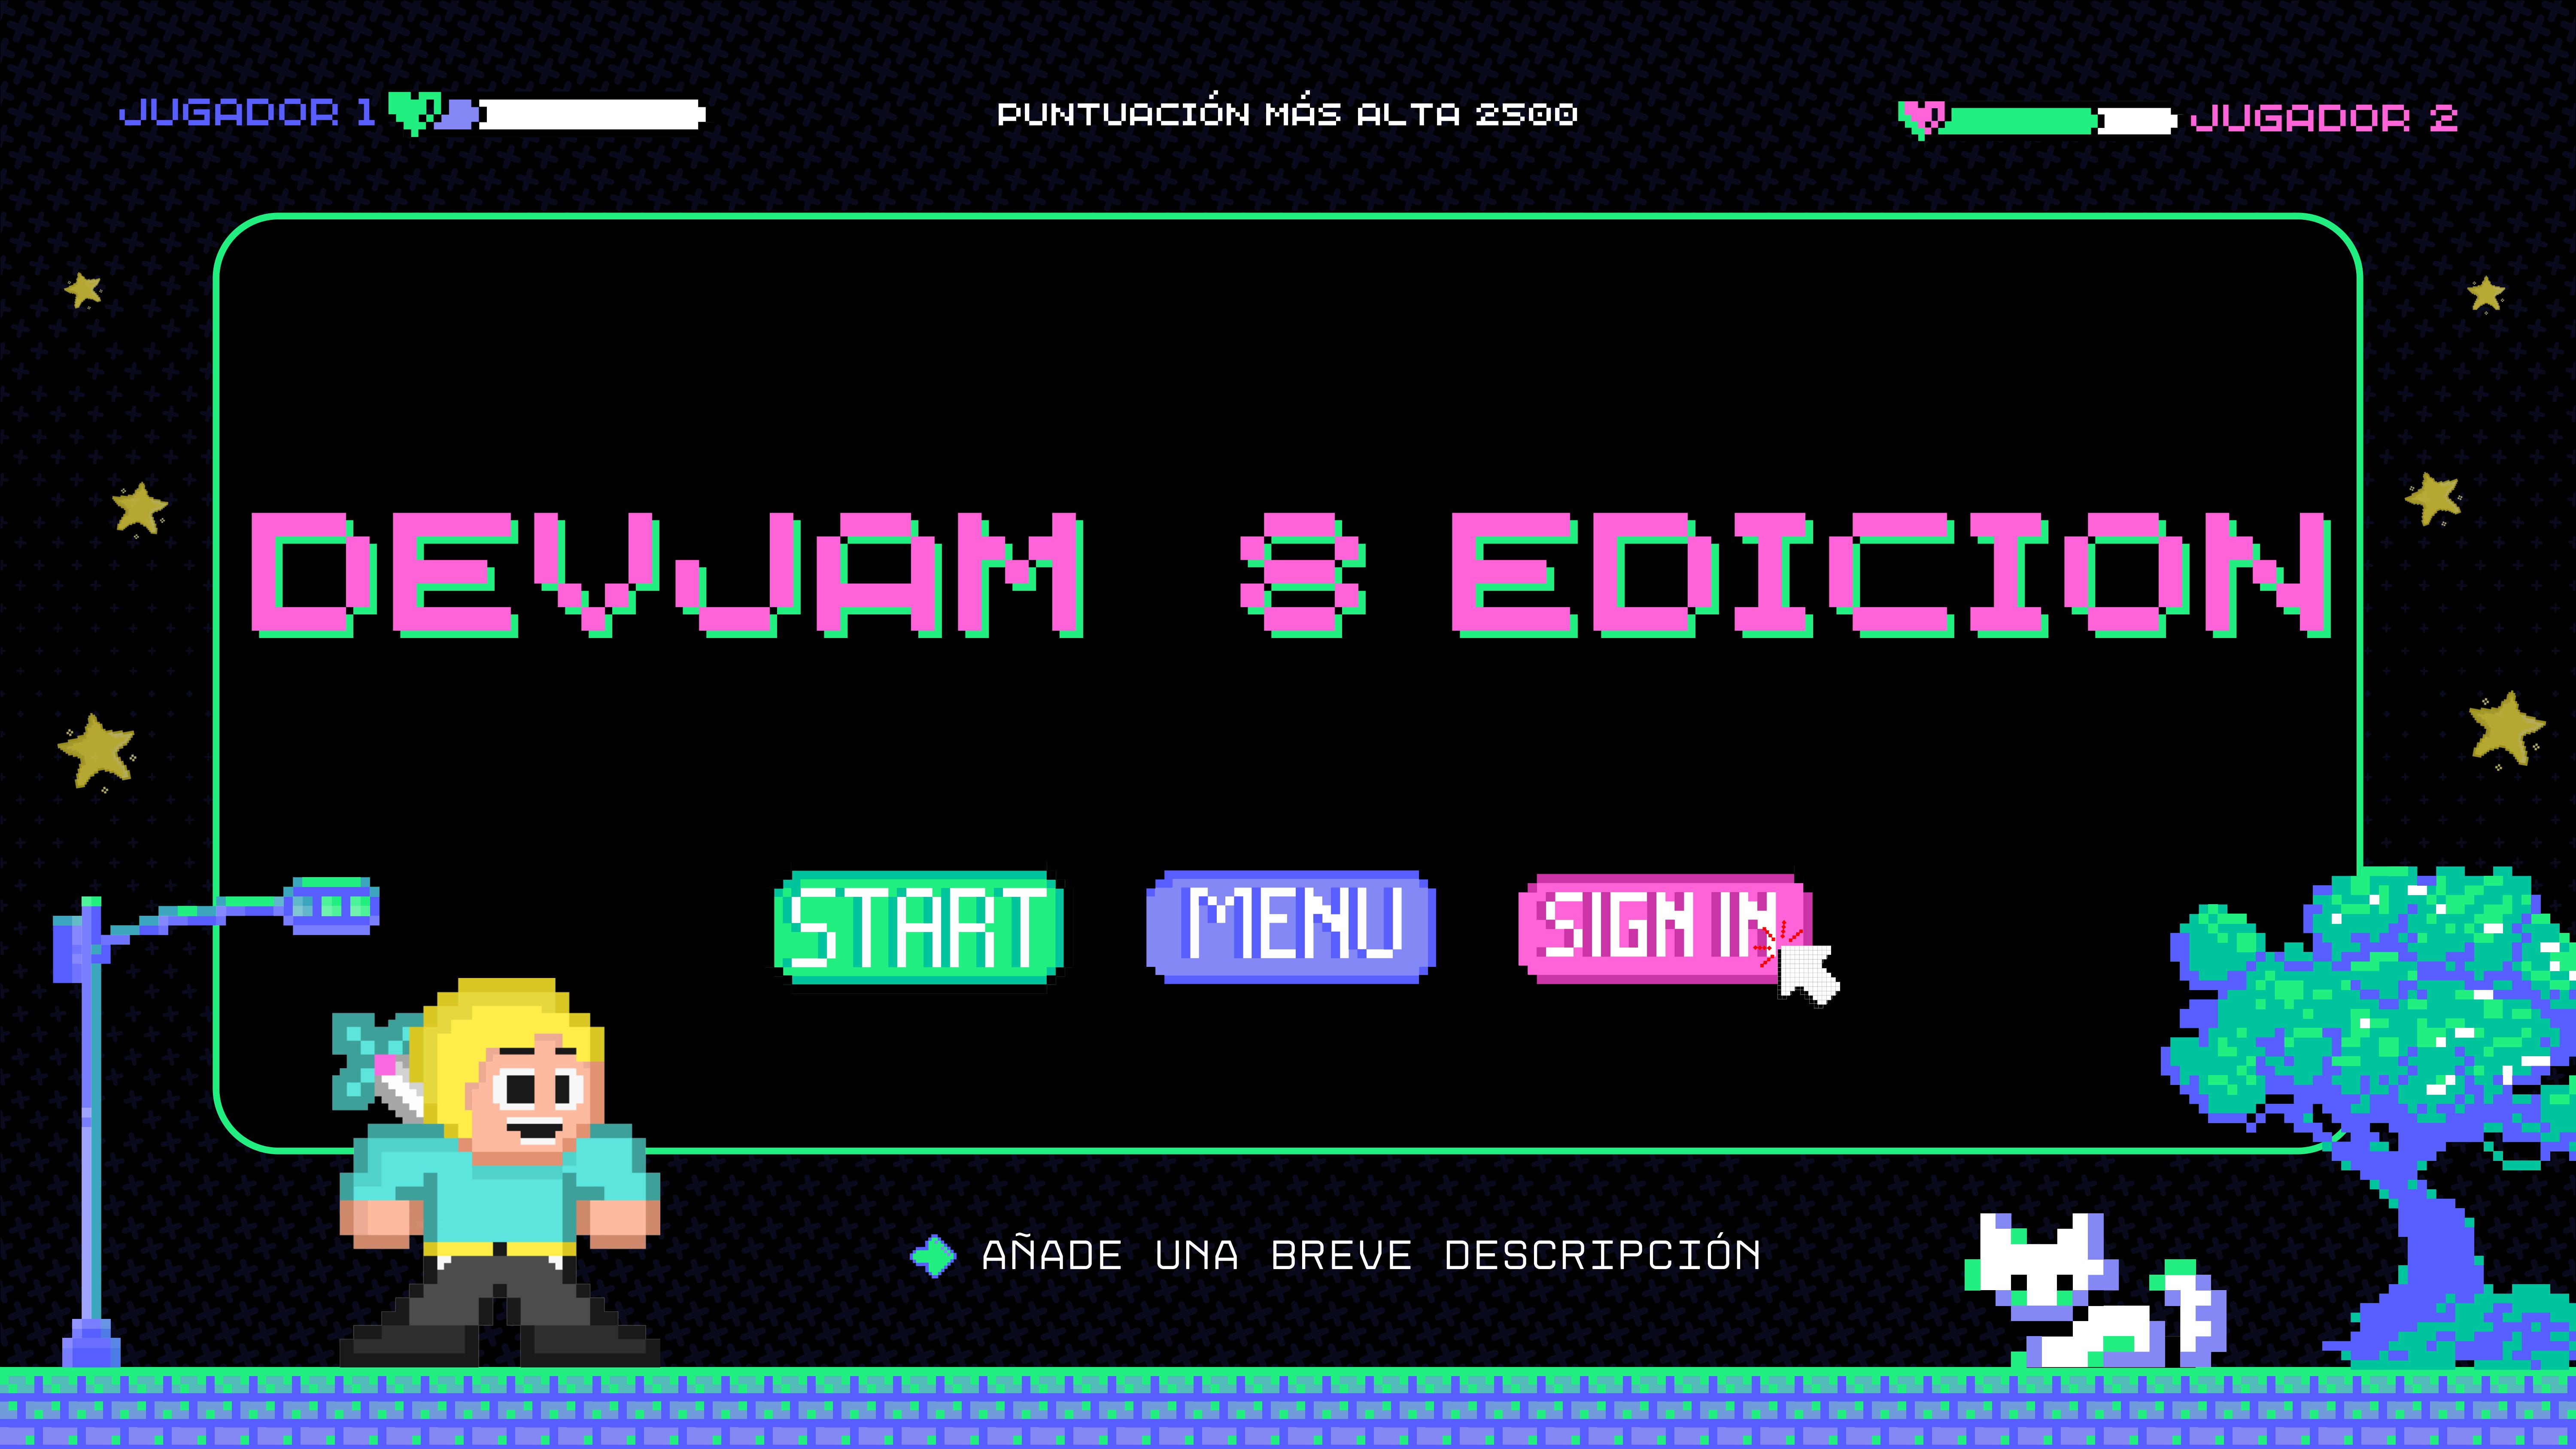 JUGADOR 1
PUNTUACIÓN MÁS ALTA 2500
JUGADOR 2
DEVJAM 8 EDICION
START
MENU
SIGN IN
AÑADE UNA BREVE DESCRIPCIÓN